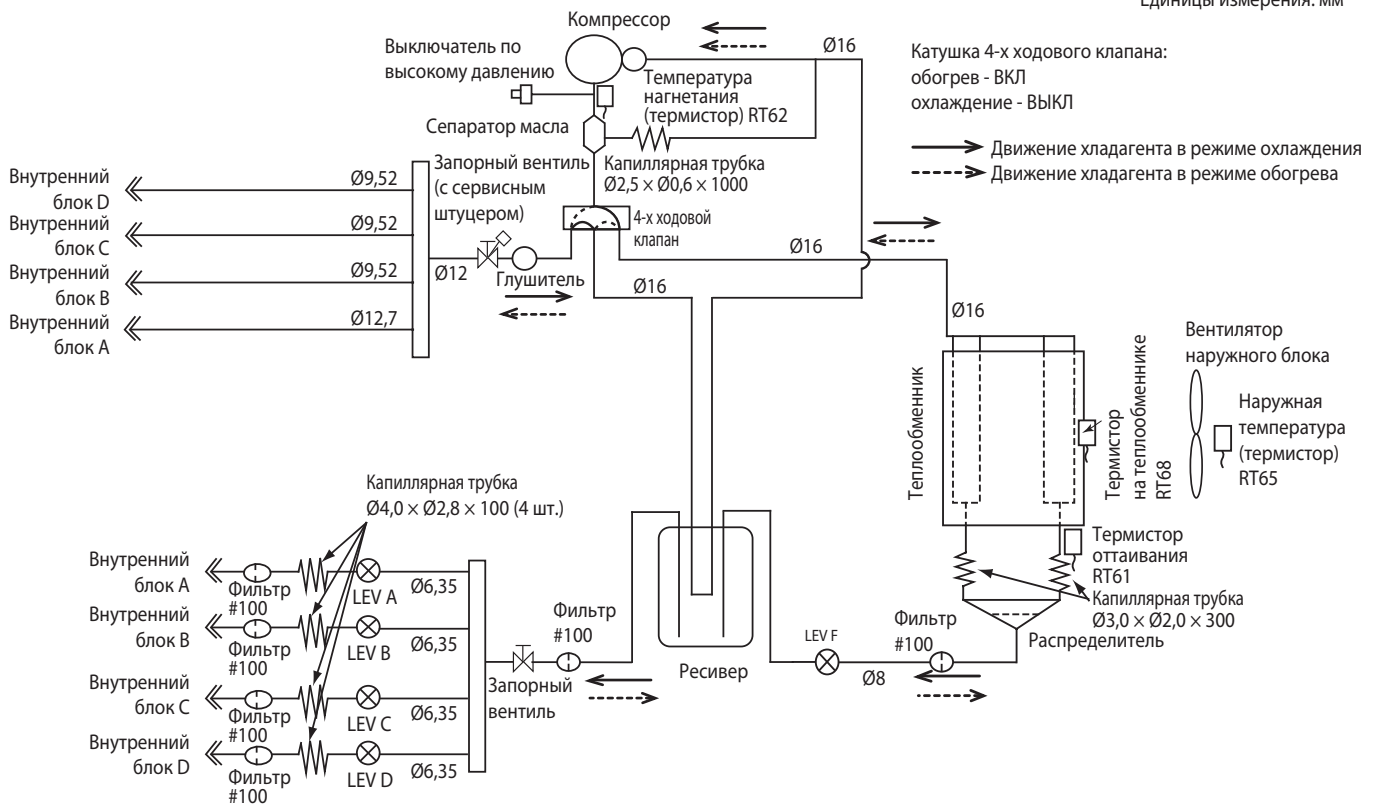 Единицы измерения: мм
Компрессор
Выключатель по
высокому давлению
Ø16
Температура
нагнетания
(термистор) RT62
Катушка 4-х ходового клапана:
обогрев - ВКЛ
охлаждение - ВЫКЛ
Сепаратор масла
Движение хладагента в режиме охлаждения
Движение хладагента в режиме обогрева
Запорный вентиль
(с сервисным
штуцером)
Капиллярная трубка
Ø2,5 × Ø0,6 × 1000
Внутренний
блок D
Ø9,52
Внутренний
блок C
Ø9,52
Внутренний
блок B
Ø9,52
Внутренний
блок A
Ø12,7
4-х ходовой
клапан
Ø12
Глушитель
Ø16
Ø16
Ø16
Теплообменник
Термистор
на теплообменнике
RT68
Вентилятор
наружного блока
Наружная
температура
(термистор)
RT65
Капиллярная трубка
Ø4,0 × Ø2,8 × 100 (4 шт.)
Термистор
оттаивания
RT61
Капиллярная трубка
Ø3,0 × Ø2,0 × 300
Распределитель
Внутренний
блок A
Фильтр
#100
LEV A
Ø6,35
Внутренний
блок B
Фильтр
#100
LEV B
Ø6,35
Внутренний
блок C
Фильтр
#100
LEV C
Ø6,35
Внутренний
блок D
Фильтр
#100
LEV D
Ø6,35
Запорный
вентиль
Фильтр
#100
Ресивер
LEV F
Ø8
Фильтр
#100